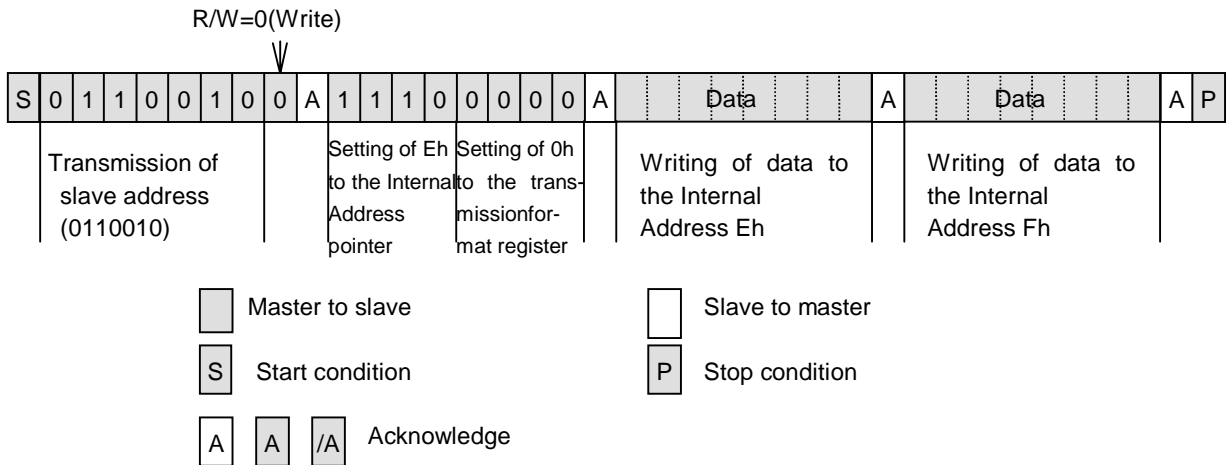 R/W=0(Write)
S 0 1 1 0 0 1 0 0 A 1 1 1 0 0 0 0 0 A Data A Data A P
Transmission of
slave address
(0110010)
Setting of Eh
to the Internal
Address
pointer
Setting of 0h
to the trans-
missionfor-
mat register
Writing of data to
the Internal
Address Eh
Writing of data to
the Internal
Address Fh
Master to slave
Slave to master
S Start condition
P Stop condition
A A /A Acknowledge